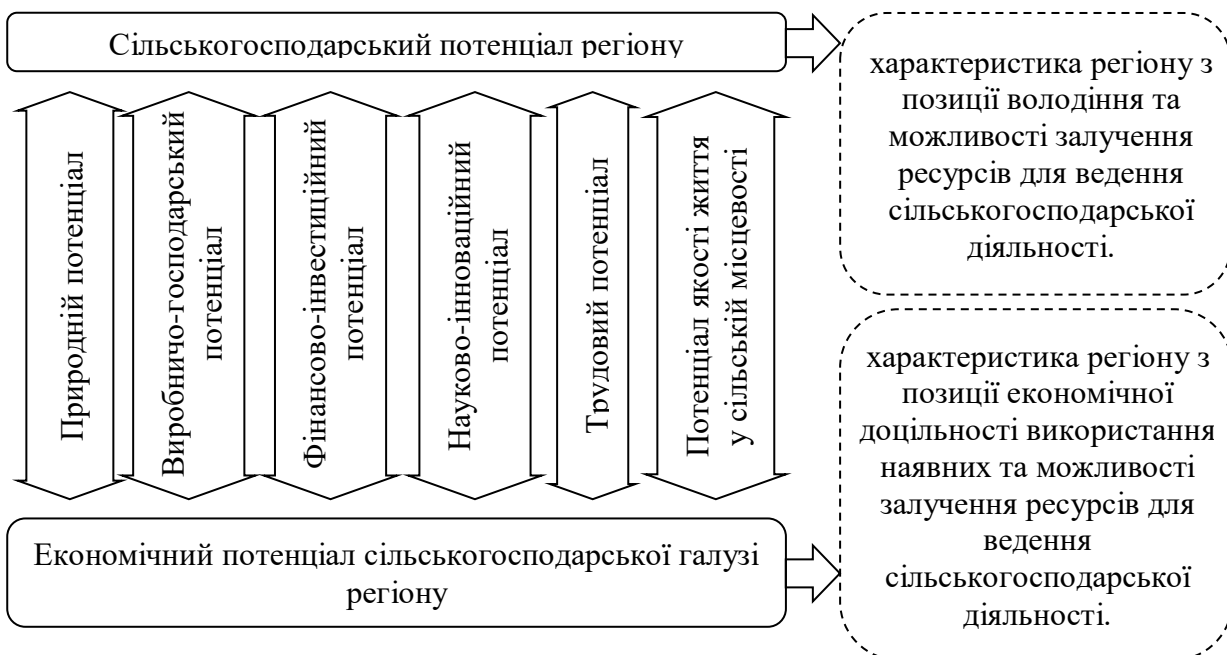 Сільськогосподарський потенціал регіону
характеристика регіону з
позиції володіння та
можливості залучення
ресурсів для ведення
сільськогосподарської
діяльності.
Природній потенціал
Виробничо-господарський
потенціал
Фінансово-інвестиційний
потенціал
Науково-інноваційний
потенціал
Трудовий потенціал
Потенціал якості життя
у сільській місцевості
Економічний потенціал сільськогосподарської галузі
регіону
характеристика регіону з
позиції економічної
доцільності використання
наявних та можливості
залучення ресурсів для
ведення
сільськогосподарської
діяльності.